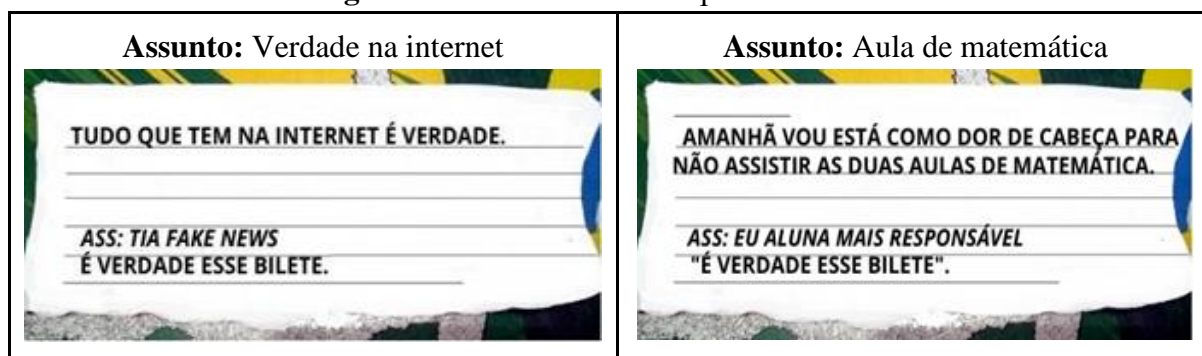 Assunto: Verdade na internet
TUDO QUE TEM NA INTERNET É VERDADE.
ASS: TIA FAKE NEWS
É VERDADE ESSE BILETE.
Assunto: Aula de matemática
AMANHÃ VOU ESTÁ COMO DOR DE CABEÇA PARA
NÃO ASSISTIR AS DUAS AULAS DE MATEMÁTICA.
ASS: EU ALUNA MAIS RESPONSÁVEL
"É VERDADE ESSE BILETE".